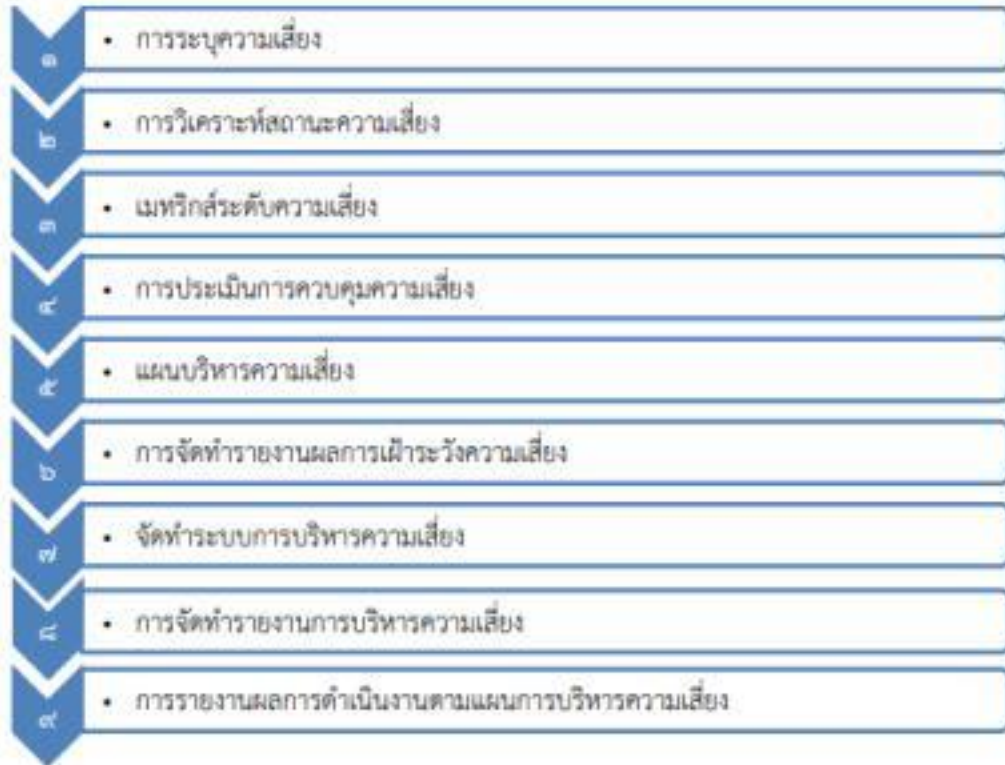 ๑ • การระบุความเสี่ยง
๒ • การวิเคราะห์สถานะความเสี่ยง
๓ • เมทริกส์ระดับความเสี่ยง
๔ • การประเมินการควบคุมความเสี่ยง
๕ • แผนบริหารความเสี่ยง
๖ • การจัดทำรายงานผลการเฝ้าระวังความเสี่ยง
๗ • จัดทำระบบการบริหารความเสี่ยง
๘ • การจัดทำรายงานการบริหารความเสี่ยง
๙ • การรายงานผลการดำเนินงานตามแผนการบริหารความเสี่ยง